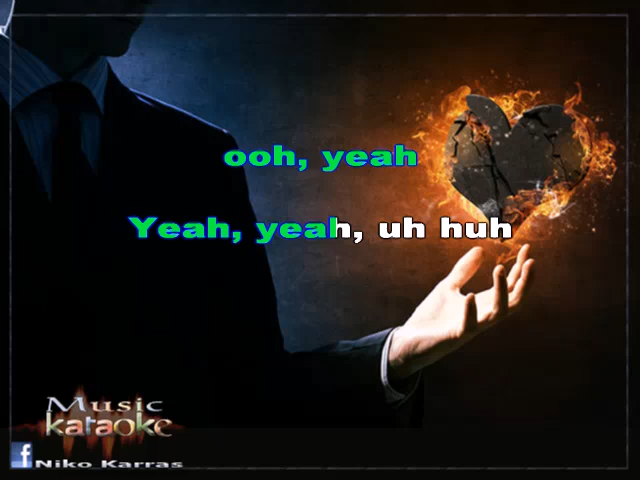 ooh, yeah
Yeah, yeah, uh huh
Music
karaoke
f Niko Karras